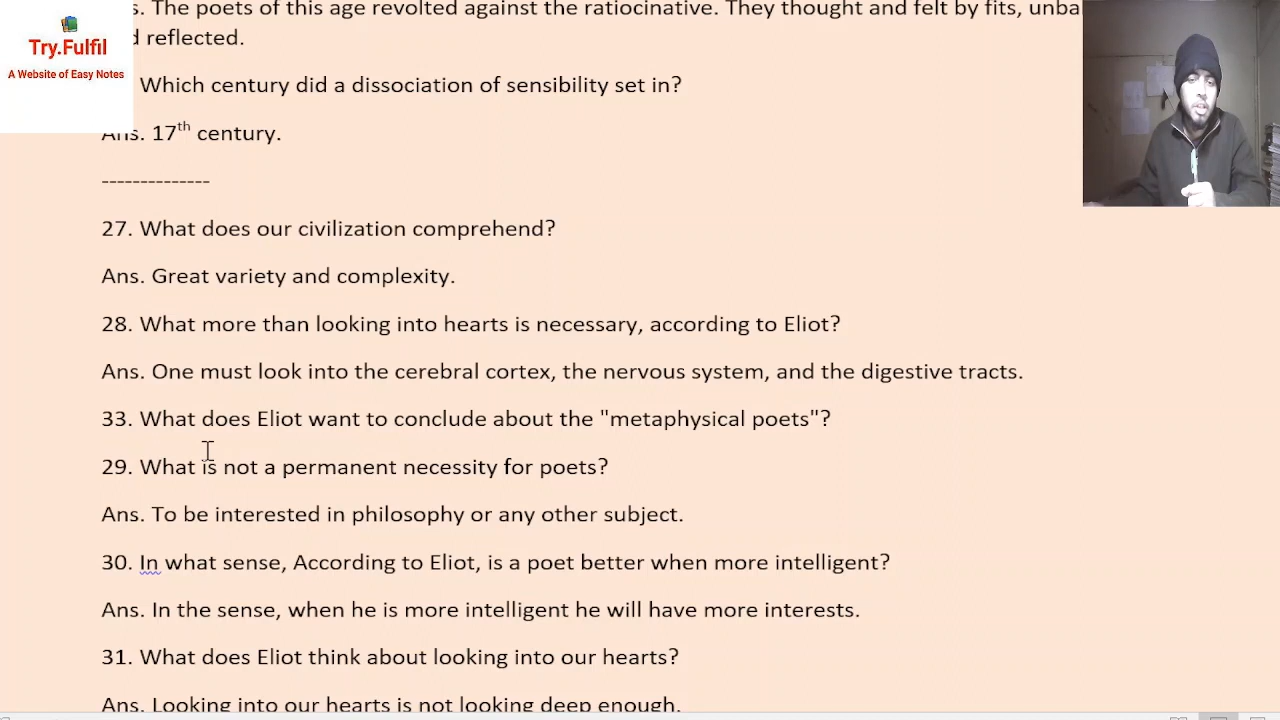 Try.Fulfil
A Website of Easy Notes
s. The poets of this age revolted against the ratiocinative. They thought and felt by fits,
d reflected.
Which century did a dissociation of sensibility set in?
Ans. 17th century.
--------------
27. What does our civilization comprehend?
Ans. Great variety and complexity.
28. What more than looking into hearts is necessary, according to Eliot?
Ans. One must look into the cerebral cortex, the nervous system, and the digestive tracts.
33. What does Eliot want to conclude about the "metaphysical poets"?
29. What is not a permanent necessity for poets?
Ans. To be interested in philosophy or any other subject.
30. In what sense, According to Eliot, is a poet better when more intelligent?
Ans. In the sense, when he is more intelligent he will have more interests.
31. What does Eliot think about looking into our hearts?
Ans. Looking into our hearts is not looking deep enough.